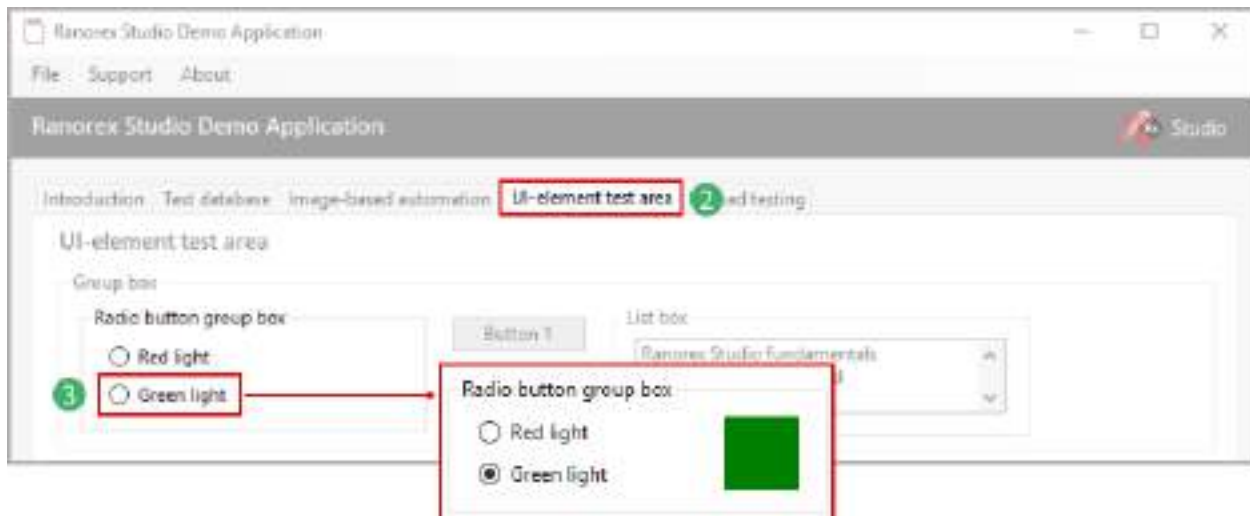 Ranorex Studio Demo Application
File Support About
Ranorex Studio Demo Application
Studio
Introduction Test database Image-based automation UI-element test area 2 ad testing
UI-element test area
Group box
Radio button group box
Button 1
List box
Red light
Ranorex Studio fundamentals
3 Green light
Radio button group box
Red light
Green light